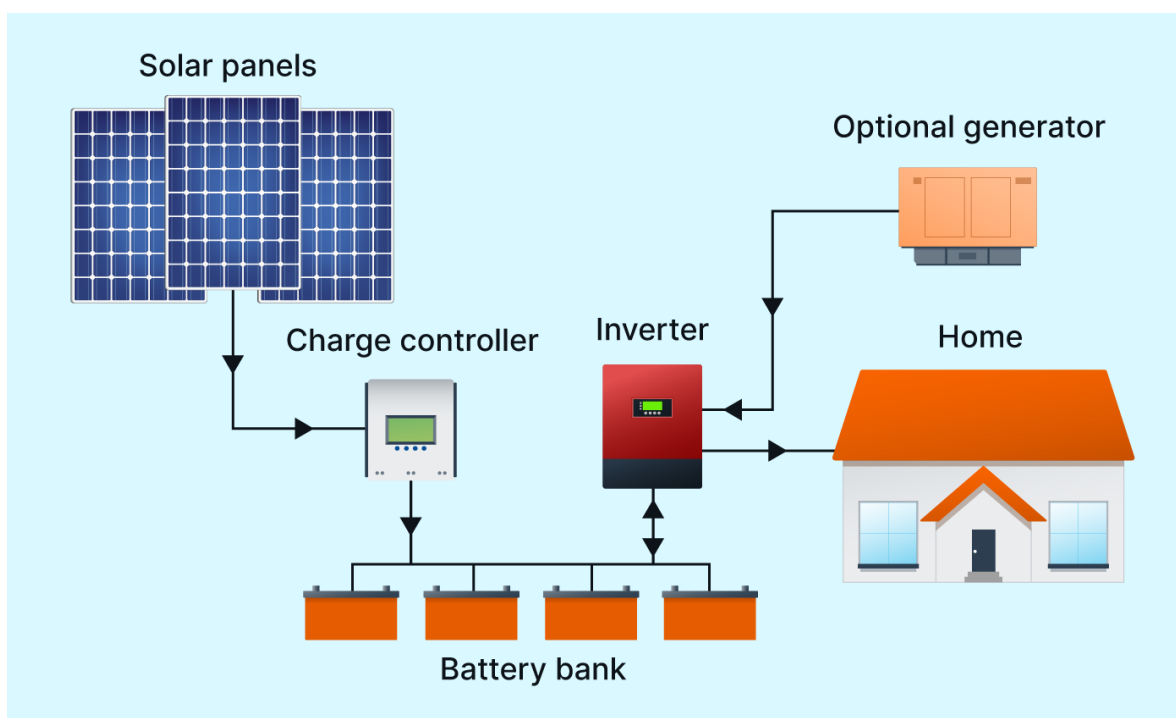 Solar panels
Optional generator
Charge controller
Inverter
Home
Battery bank